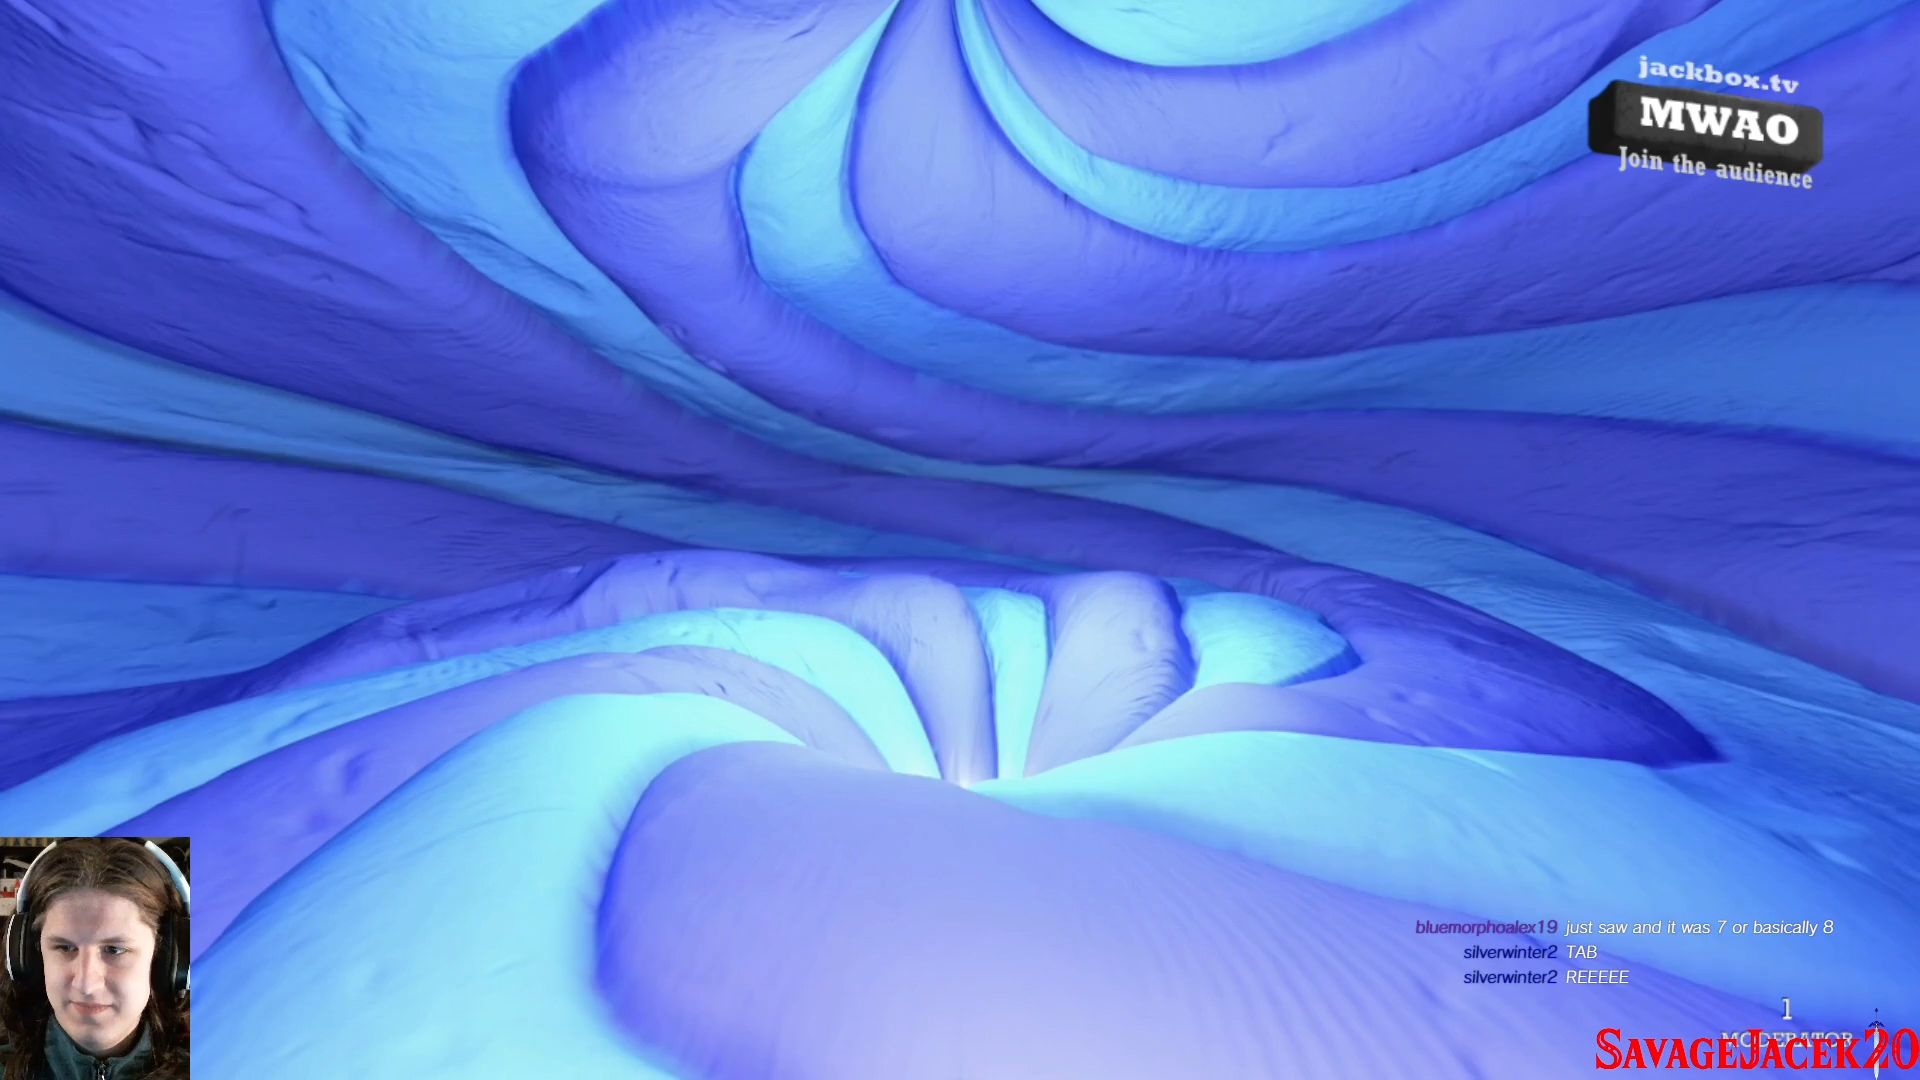 jackbox.tv
MWAO
Join the audience
bluemorphoalex19 just saw and it was 7 or basically 8
silverwinter2 TAB
silverwinter2 REEEEE
1
MODERATOR
SavageJacek20